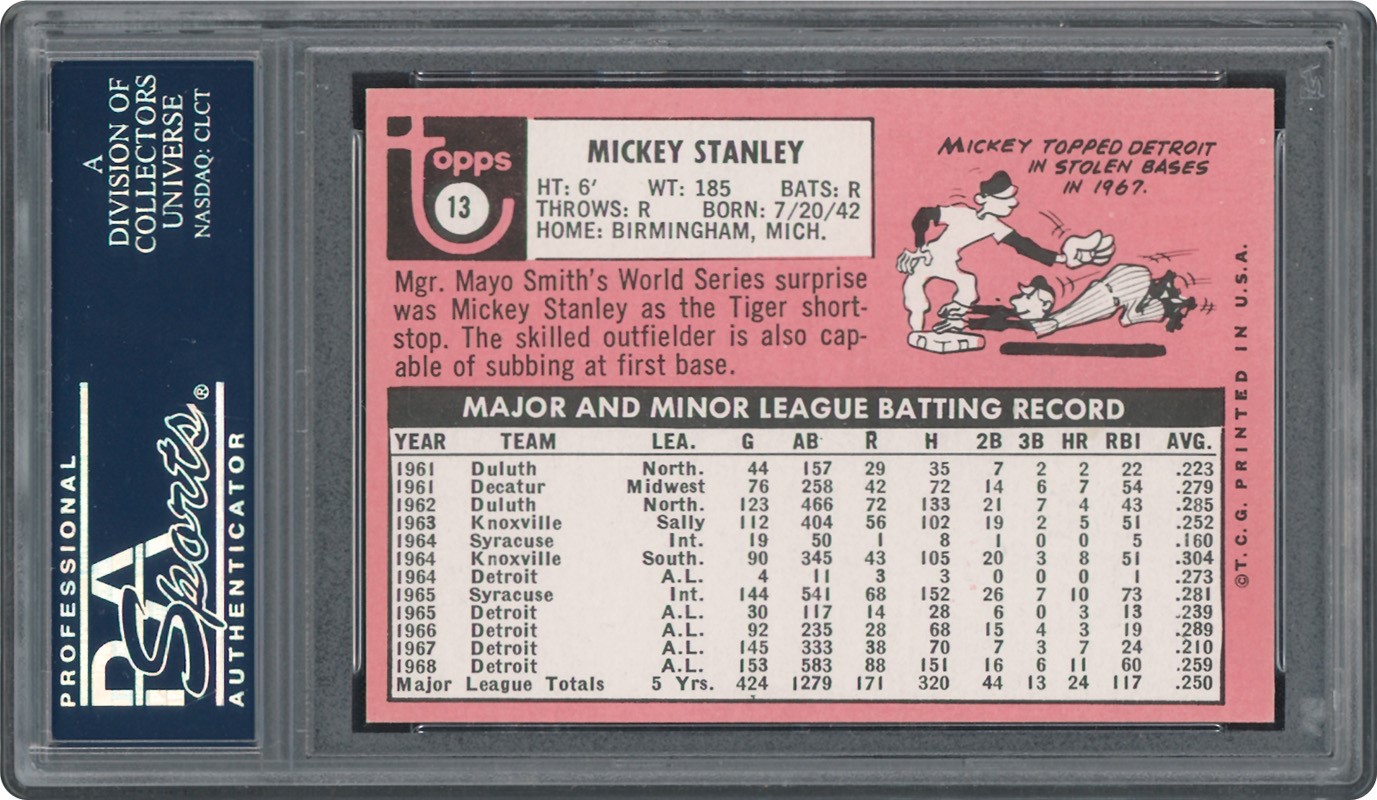 A
DIVISION OF
COLLECTORS
UNIVERSE
NASDAQ: CLCT
PROFESSIONAL
PSA
Sports®
AUTHENTICATOR
topps
13
MICKEY STANLEY
HT: 6′ WT: 185 BATS: R
THROWS: R BORN: 7/20/42
HOME: BIRMINGHAM, MICH.
MICKEY TOPPED DETROIT
IN STOLEN BASES
IN 1967.
Mgr. Mayo Smith's World Series surprise
was Mickey Stanley as the Tiger short-
stop. The skilled outfielder is also cap-
able of subbing at first base.
MAJOR AND MINOR LEAGUE BATTING RECORD
YEAR TEAM LEA. G AB R H 2B 3B HR RBI AVG.
1961 Duluth North. 44 157 29 35 7 2 2 22 .223
1961 Decatur Midwest 76 258 42 72 14 6 7 54 .279
1962 Duluth North. 123 466 72 133 21 7 4 43 .285
1963 Knoxville Sally 112 404 56 102 19 2 5 51 .252
1964 Syracuse Int. 19 50 1 8 1 0 0 5 .160
1964 Knoxville South. 90 345 43 105 20 3 8 51 .304
1964 Detroit A.L. 4 11 3 3 0 0 0 1 .273
1965 Syracuse Int. 144 541 68 152 26 7 10 73 .281
1965 Detroit A.L. 30 117 14 28 6 0 3 13 .239
1966 Detroit A.L. 92 235 28 68 15 4 3 19 .289
1967 Detroit A.L. 145 333 38 70 7 3 7 24 .210
1968 Detroit A.L. 153 583 88 151 16 6 11 60 .259
Major League Totals 5 Yrs. 424 1279 171 320 44 13 24 117 .250
©T.C.G. PRINTED IN U.S.A.